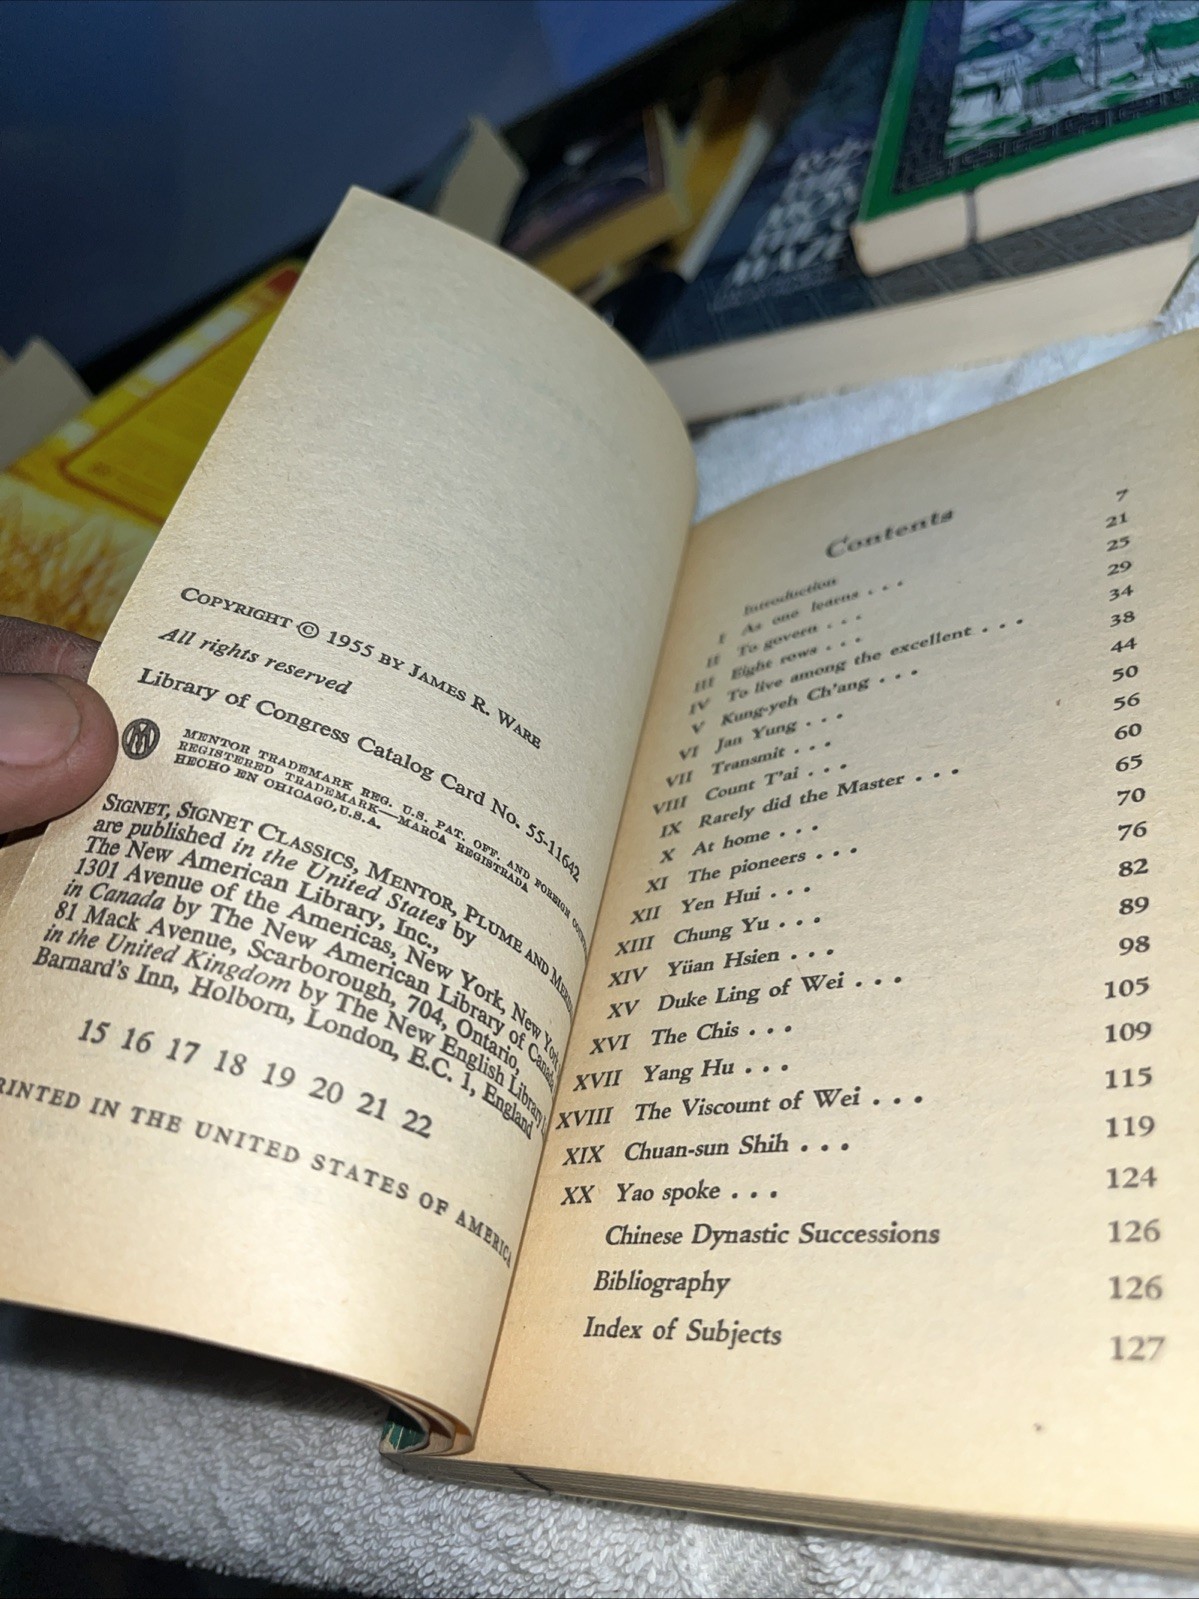 COPYRIGHT © 1955 BY JAMES R. WARE
All rights reserved
Library of Congress Catalog Card No. 55-11642
MENTOR TRADEMARK REG. U.S. PAT. OFF. AND FOREIGN
REGISTERED TRADEMARK—MARCA REGISTRADA
HECHO EN CHICAGO, U.S.A.
SIGNET, SIGNET CLASSICS, MENTOR, PLUME AND
are published in the United States by
The New American Library, Inc.,
1301 Avenue of the Americas, New York, New York
in Canada by The New American Library of Canada
81 Mack Avenue, Scarborough, 704, Ontario,
in the United Kingdom by The New English Library
Barnard's Inn, Holborn, London, E.C. 1, England
15 16 17 18 19 20 21 22
RINTED IN THE UNITED STATES OF AMERICA
Contents
Introduction 7
I As one learns . . . 21
II To govern . . . 25
III Eight rows . . . 29
IV To live among the excellent . . . 34
V Kung-yeh Ch'ang . . . 38
VI Jan Yung . . . 44
VII Transmit . . . 50
VIII Count T'ai . . . 56
IX Rarely did the Master . . . 60
X At home . . . 65
XI The pioneers . . . 70
XII Yen Hui . . . 76
XIII Chung Yu . . . 82
XIV Yüan Hsien . . . 89
XV Duke Ling of Wei . . . 98
XVI The Chis . . . 105
XVII Yang Hu . . . 109
XVIII The Viscount of Wei . . . 115
XIX Chuan-sun Shih . . . 119
XX Yao spoke . . . 124
Chinese Dynastic Successions 126
Bibliography 126
Index of Subjects 127